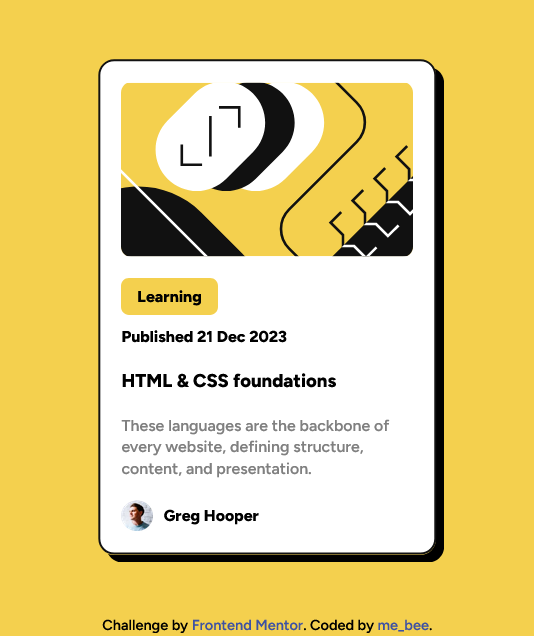 Learning
Published 21 Dec 2023
HTML & CSS foundations
These languages are the backbone of
every website, defining structure,
content, and presentation.
Greg Hooper
Challenge by Frontend Mentor. Coded by me_bee.